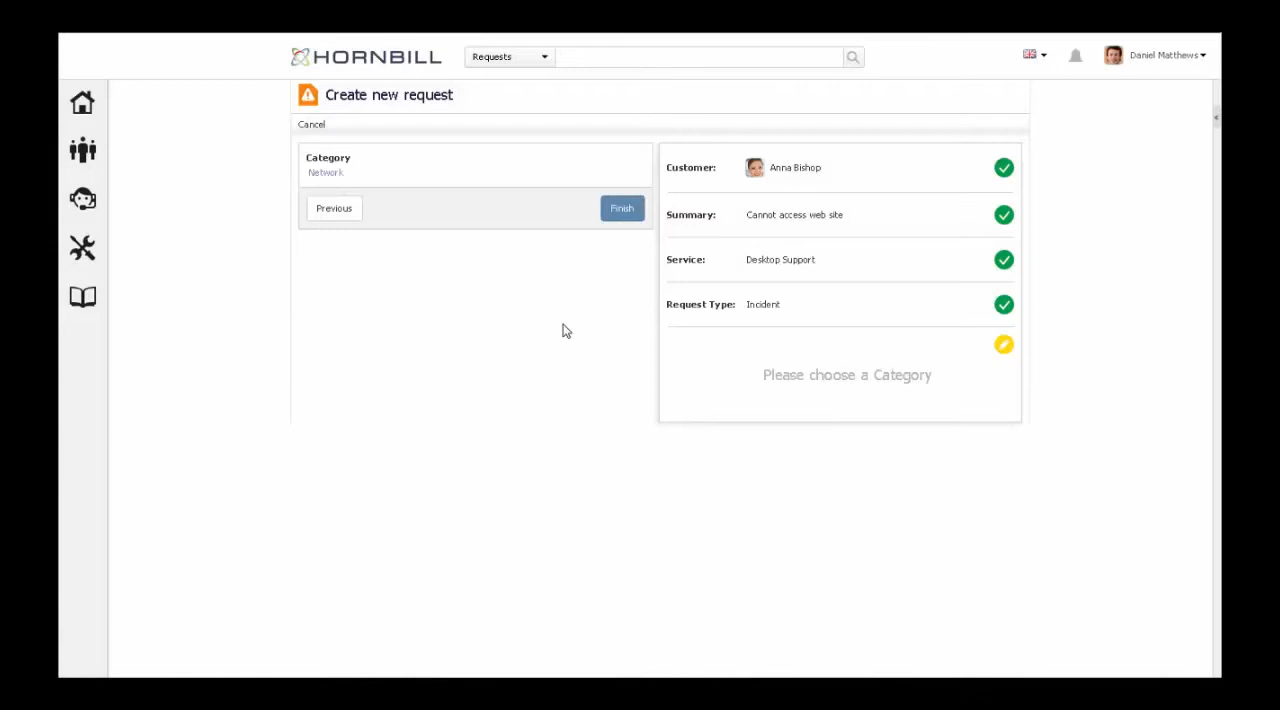 HORNBILL
Requests
Daniel Matthews
Create new request
Cancel
Category
Network
Previous
Finish
Customer: Anna Bishop
Summary: Cannot access web site
Service: Desktop Support
Request Type: Incident
Please choose a Category